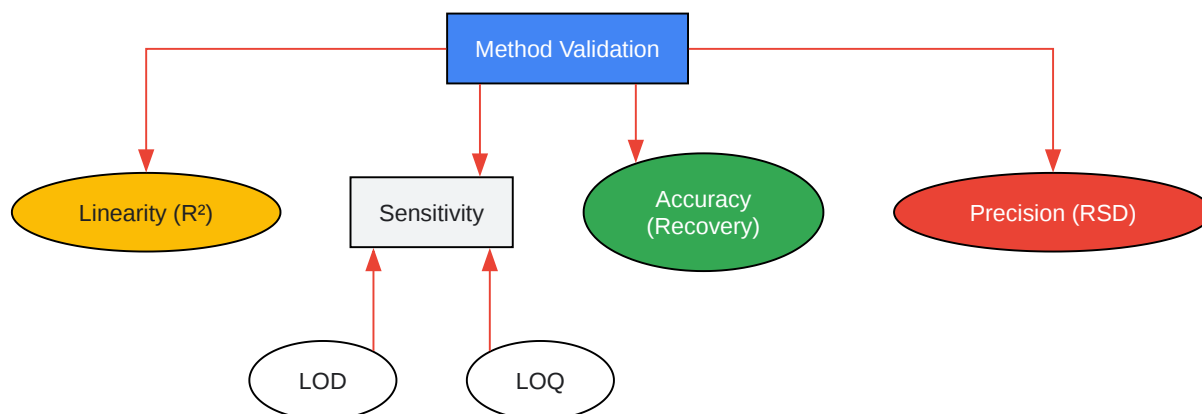 Method Validation
Linearity (R²)
Sensitivity
Accuracy
(Recovery)
Precision (RSD)
LOD
LOQ